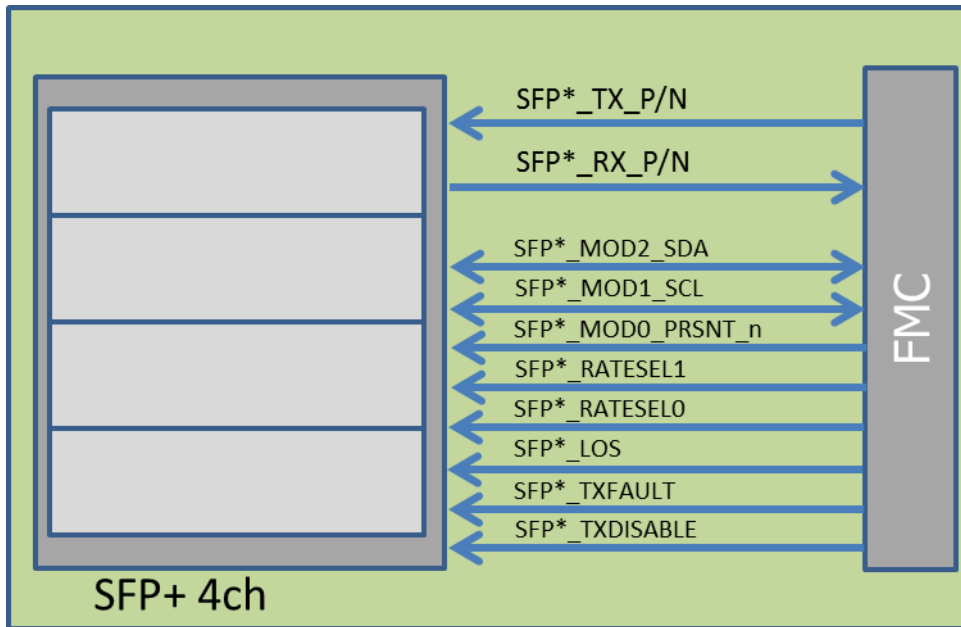 SFP*_TX_P/N
SFP*_RX_P/N
SFP*_MOD2_SDA
SFP*_MOD1_SCL
SFP*_MOD0_PRSNT_n
SFP*_RATESEL1
SFP*_RATESEL0
SFP*_LOS
SFP*_TXFAULT
SFP*_TXDISABLE
FMC
SFP+ 4ch